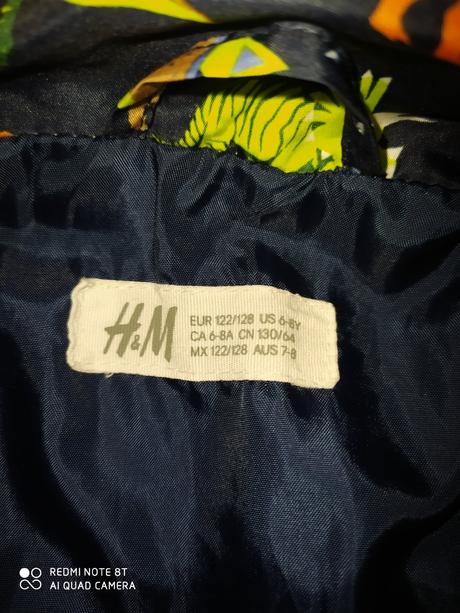 H&M
EUR 122/128 US 6-8Y
CA 6-8A CN 130/64
MX 122/128 AUS 7-8
REDMI NOTE 8T
AI QUAD CAMERA